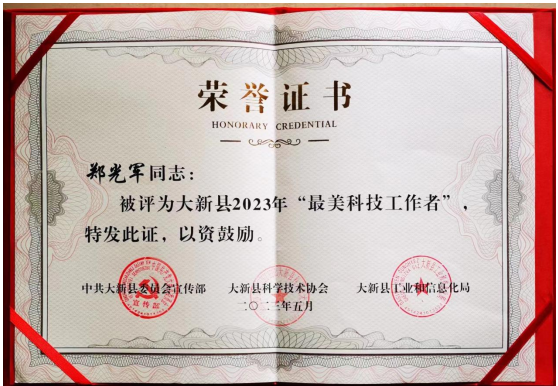 荣誉证书
HONORARY CREDENTIAL
郑光军同志：
被评为大新县2023年“最美科技工作者”，
特发此证，以资鼓励。
中共大新县委员会宣传部 大新县科学技术协会 大新县工业和信息化局
宣传部
二〇二三年五月